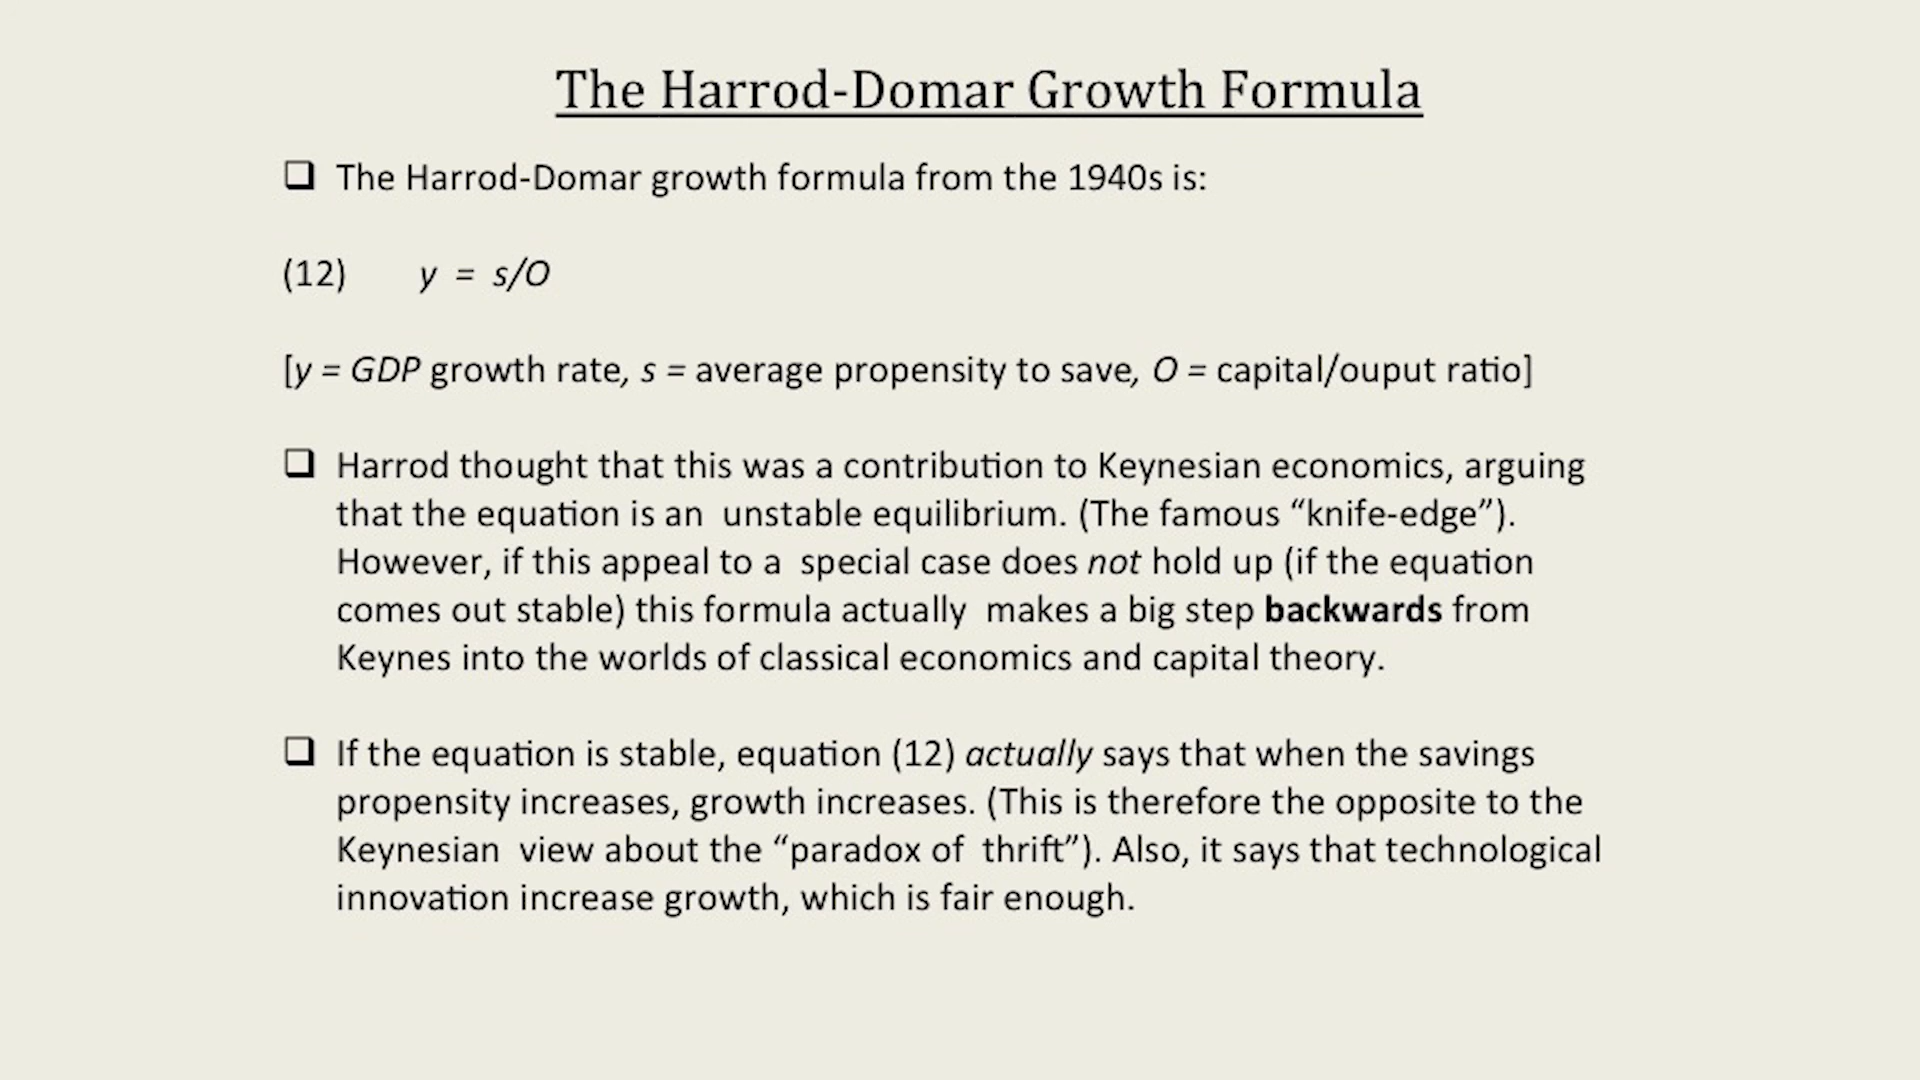 The Harrod-Domar Growth Formula
❑ The Harrod-Domar growth formula from the 1940s is:
(12) y = s/O
[y = GDP growth rate, s = average propensity to save, O = capital/ouput ratio]
❑ Harrod thought that this was a contribution to Keynesian economics, arguing
that the equation is an unstable equilibrium. (The famous “knife-edge”).
However, if this appeal to a special case does not hold up (if the equation
comes out stable) this formula actually makes a big step backwards from
Keynes into the worlds of classical economics and capital theory.
❑ If the equation is stable, equation (12) actually says that when the savings
propensity increases, growth increases. (This is therefore the opposite to the
Keynesian view about the “paradox of thrift”). Also, it says that technological
innovation increase growth, which is fair enough.